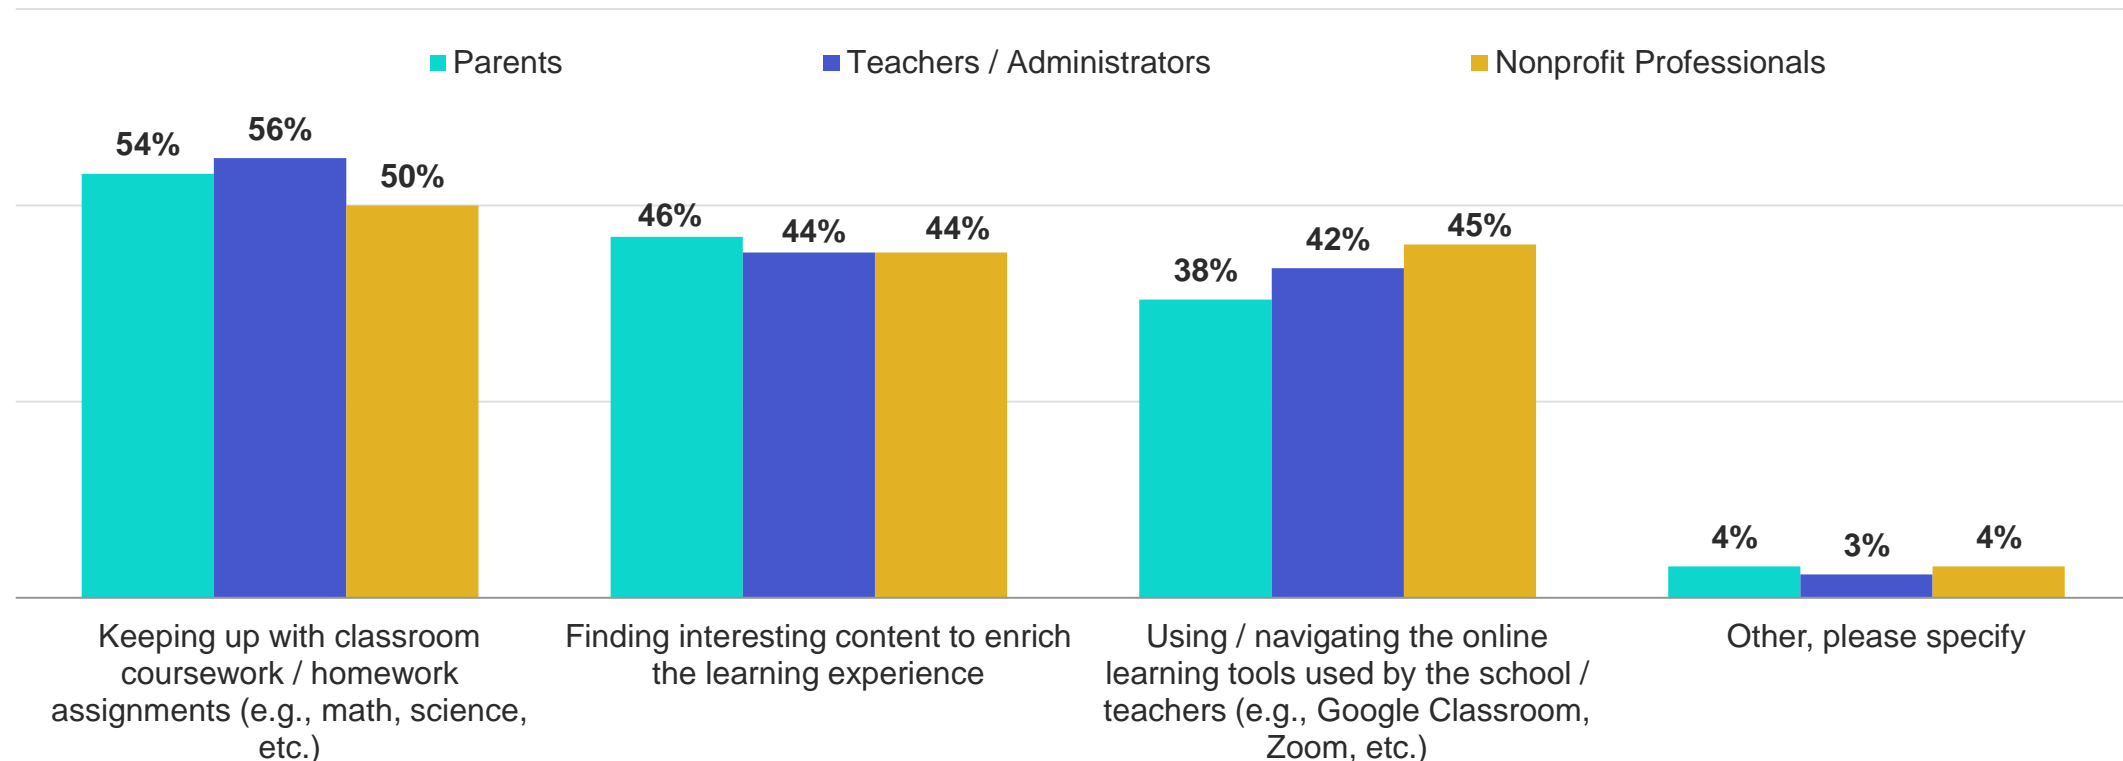 Parents
Teachers / Administrators
Nonprofit Professionals
54%
56%
50%
46%
44%
44%
38%
42%
45%
4%
3%
4%
Keeping up with classroom
coursework / homework
assignments (e.g., math, science,
etc.)
Finding interesting content to enrich
the learning experience
Using / navigating the online
learning tools used by the school /
teachers (e.g., Google Classroom,
Zoom, etc.)
Other, please specify